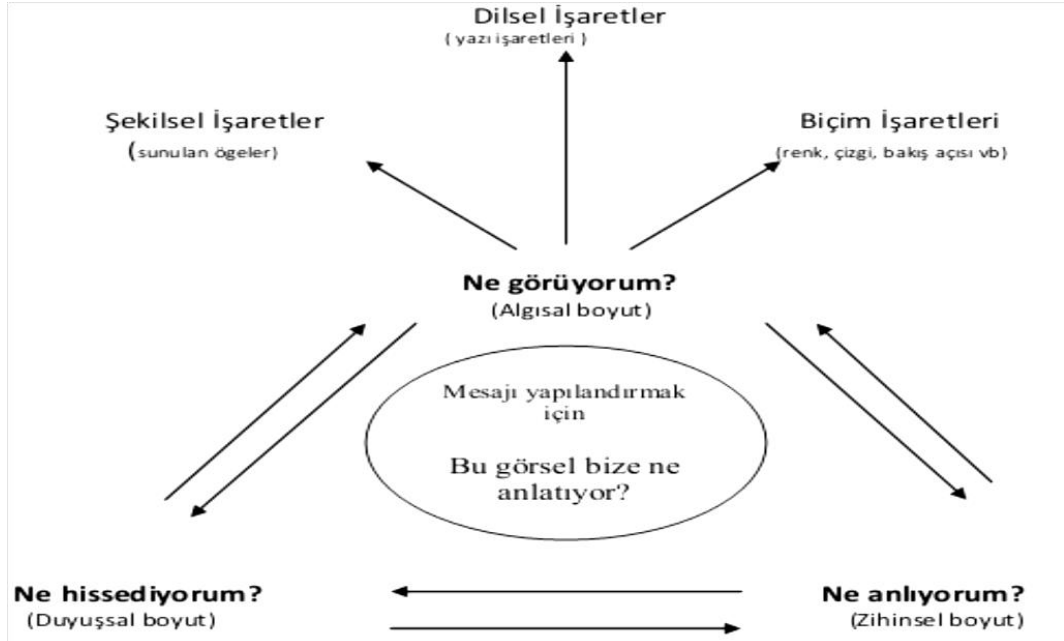 Dilsel İşaretler
( yazı işaretleri )
Şekilsel İşaretler
(sunulan ögeler)
Biçim İşaretleri
(renk, çizgi, bakış açısı vb)
Ne görüyorum?
(Algısal boyut)
Mesajı yapılandırmak
için
Bu görsel bize ne
anlatıyor?
Ne hissediyorum?
(Duyuşsal boyut)
Ne anlıyorum?
(Zihinsel boyut)